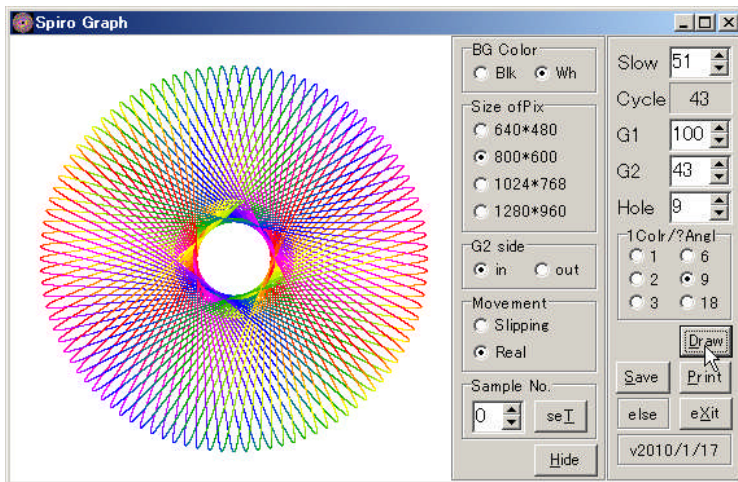 Spiro Graph
BG Color
Blk Wh
Size ofPix
640*480
800*600
1024*768
1280*960
G2 side
in out
Movement
Slipping
Real
Sample No.
0 seT
Hide
Slow 51
Cycle 43
G1 100
G2 43
Hole 9
1Colr/?Angl
1 6
2 9
3 18
Draw
Save Print
else eXit
v2010/1/17